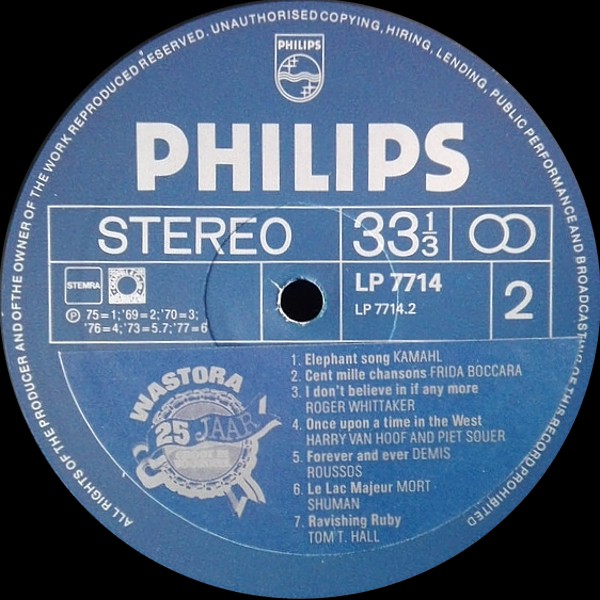 ALL RIGHTS OF THE PRODUCER AND OF THE OWNER OF THE WORK REPRODUCED RESERVED. UNAUTHORISED COPYING, HIRING, LENDING, PUBLIC PERFORMANCE AND BROADCASTING OF THIS RECORD PROHIBITED
PHILIPS
PHILIPS
STEREO
33 1/3
STEMRA
LP 7714
LP 7714.2
2
Ⓟ 75=1;'69=2;'70=3;
'76=4;'73=5.7;'77=6
WASTORA
25 JAAR
1. Elephant song KAMAHL
2. Cent mille chansons FRIDA BOCCARA
3. I don't believe in if any more
ROGER WHITTAKER
4. Once upon a time in the West
HARRY VAN HOOF AND PIET SOUER
5. Forever and ever DEMIS
ROUSSOS
6. Le Lac Majeur MORT
SHUMAN
7. Ravishing Ruby
TOM T. HALL